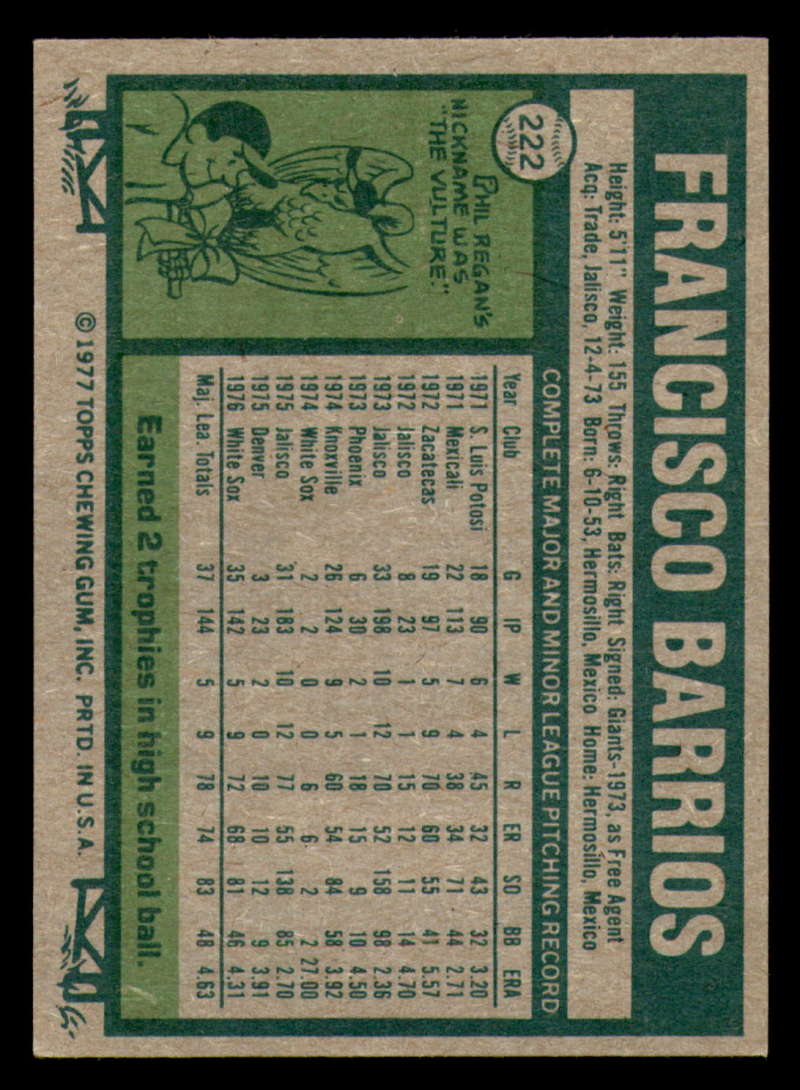 222
FRANCISCO BARRIOS
Height: 5'11" Weight: 155 Throws: Right Bats: Right Signed: Giants-1973, as Free Agent
Acq: Trade, Jalisco, 12-4-73 Born: 6-10-53, Hermosillo, Mexico Home: Hermosillo, Mexico
PHIL REGAN'S
NICKNAME WAS
"THE VULTURE."
COMPLETE MAJOR AND MINOR LEAGUE PITCHING RECORD
Year Club G IP W L R ER SO BB ERA
1971 S. Luis Potosi 18 90 6 4 45 32 43 32 3.20
1971 Mexicali 22 113 7 4 38 34 71 44 2.71
1972 Zacatecas 19 97 5 9 70 60 55 41 5.57
1972 Jalisco 8 23 1 1 15 12 11 14 4.70
1973 Jalisco 33 198 10 12 70 52 158 98 2.36
1973 Phoenix 6 30 2 1 18 15 9 10 4.50
1974 Knoxville 26 124 9 5 60 54 84 58 3.92
1974 White Sox 2 2 0 0 6 6 2 2 27.00
1975 Jalisco 31 183 10 12 77 55 138 85 2.70
1975 Denver 3 23 2 0 10 10 12 9 3.91
1976 White Sox 35 142 5 9 72 68 81 46 4.31
Maj. Lea. Totals 37 144 5 9 78 74 83 48 4.63
Earned 2 trophies in high school ball.
© 1977 TOPPS CHEWING GUM, INC. PRTD. IN U.S.A.